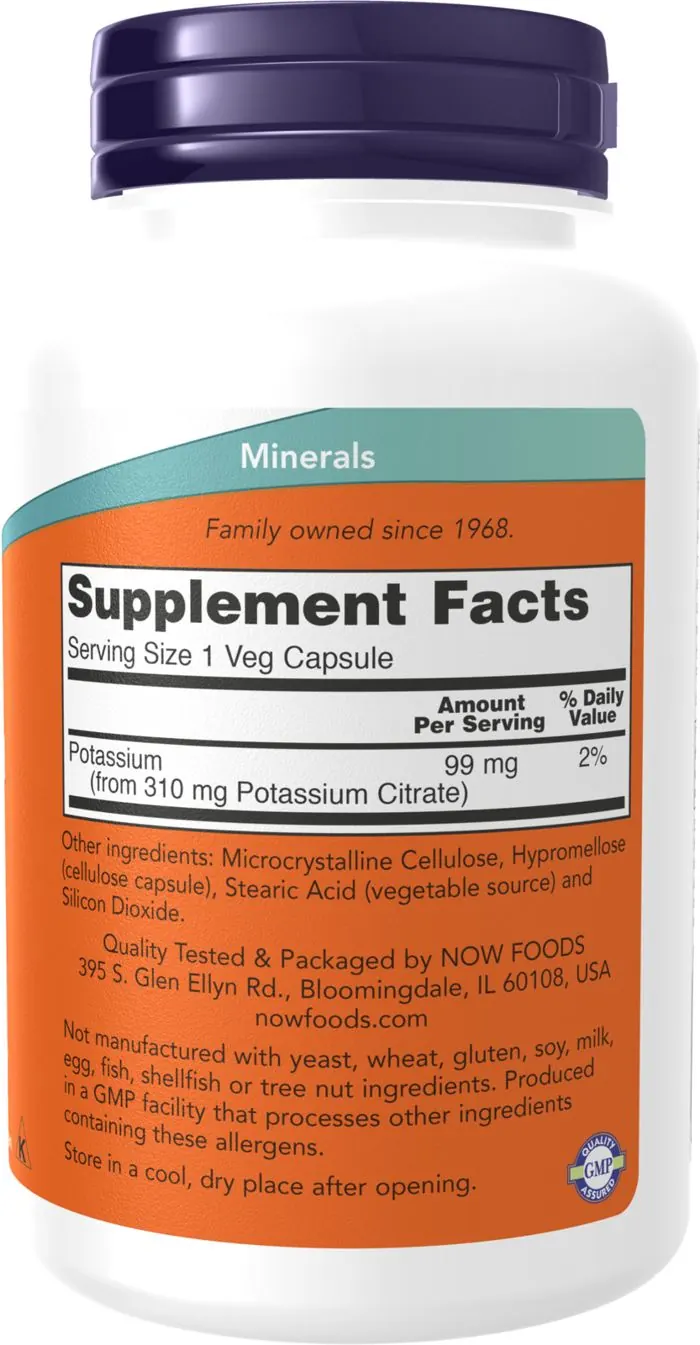 Minerals
Family owned since 1968.
Supplement Facts
Serving Size 1 Veg Capsule
Amount
Per Serving
% Daily
Value
Potassium 99 mg 2%
(from 310 mg Potassium Citrate)
Other ingredients: Microcrystalline Cellulose, Hypromellose
(cellulose capsule), Stearic Acid (vegetable source) and
Silicon Dioxide.
Quality Tested & Packaged by NOW FOODS
395 S. Glen Ellyn Rd., Bloomingdale, IL 60108, USA
nowfoods.com
Not manufactured with yeast, wheat, gluten, soy, milk,
egg, fish, shellfish or tree nut ingredients. Produced
in a GMP facility that processes other ingredients
containing these allergens.
Store in a cool, dry place after opening.
K
QUALITY
GMP
ASSURED